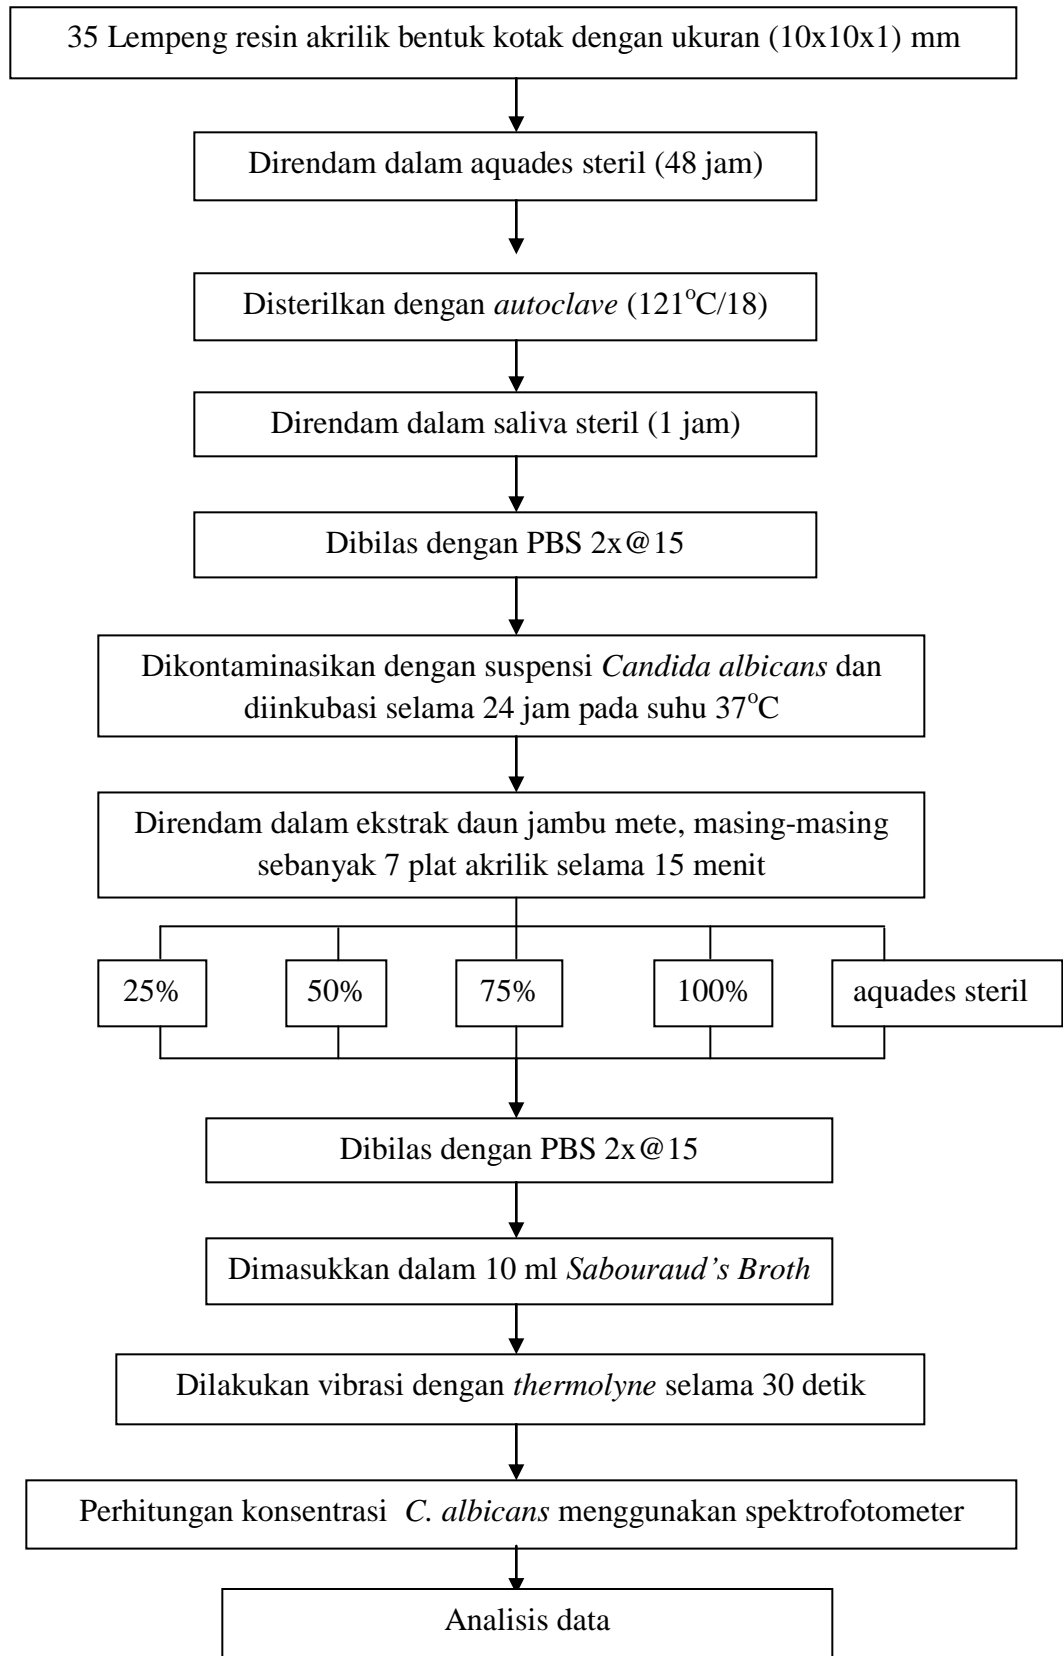 35 Lempeng resin akrilik bentuk kotak dengan ukuran (10x10x1) mm
Direndam dalam aquades steril (48 jam)
Disterilkan dengan autoclave (121°C/18)
Direndam dalam saliva steril (1 jam)
Dibilas dengan PBS 2x@15
Dikontaminasikan dengan suspensi Candida albicans dan
diinkubasi selama 24 jam pada suhu 37°C
Direndam dalam ekstrak daun jambu mete, masing-masing
sebanyak 7 plat akrilik selama 15 menit
25% 50% 75% 100% aquades steril
Dibilas dengan PBS 2x@15
Dimasukkan dalam 10 ml Sabouraud’s Broth
Dilakukan vibrasi dengan thermolyne selama 30 detik
Perhitungan konsentrasi C. albicans menggunakan spektrofotometer
Analisis data